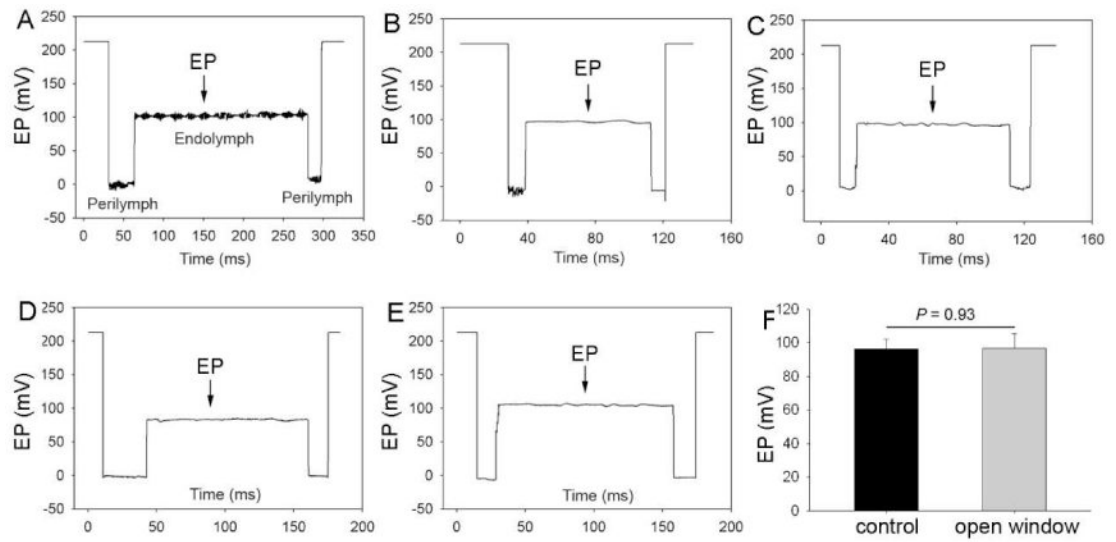 A
250
200
150
100
50
0
-50
EP (mV)
EP
Endolymph
Perilymph
Perilymph
0 50 100 150 200 250 300 350
Time (ms)
B
250
200
150
100
50
0
-50
EP (mV)
EP
0 40 80 120 160
Time (ms)
C
250
200
150
100
50
0
EP (mV)
EP
0 40 80 120 160
Time (ms)
D
250
200
150
100
50
0
-50
EP (mV)
EP
Time (ms)
0 50 100 150 200
E
250
200
150
100
50
0
-50
EP (mV)
EP
Time (ms)
0 50 100 150 200
F
120
100
80
60
40
20
0
EP (mV)
P = 0.93
control open window